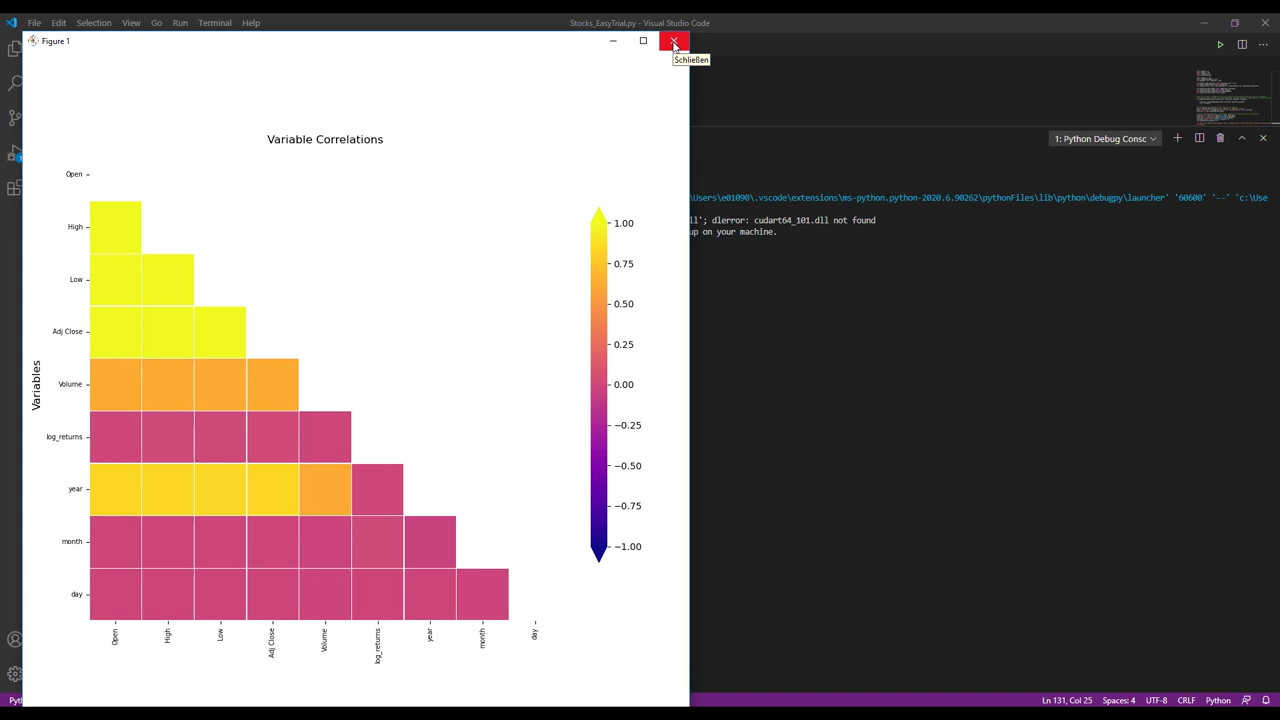 File Edit Selection View Go Run Terminal Help
Stocks_EasyTrial.py - Visual Studio Code
Figure 1
Schließen
1: Python Debug Consc
Variable Correlations
Open
High
Low
Adj Close
Volume
log_returns
year
month
day
Variables
Open
High
Low
Adj Close
Volume
log_returns
year
month
day
1.00
0.75
0.50
0.25
0.00
−0.25
−0.50
−0.75
−1.00
\Users\e01090\.vscode\extensions\ms-python.python-2020.6.90262\pythonFiles\lib\python\debugpy\launcher' '60600' '--' 'c:\Use
ll'; dlerror: cudart64_101.dll not found
up on your machine.
Pyt
Ln 131, Col 25 Spaces: 4 UTF-8 CRLF Python